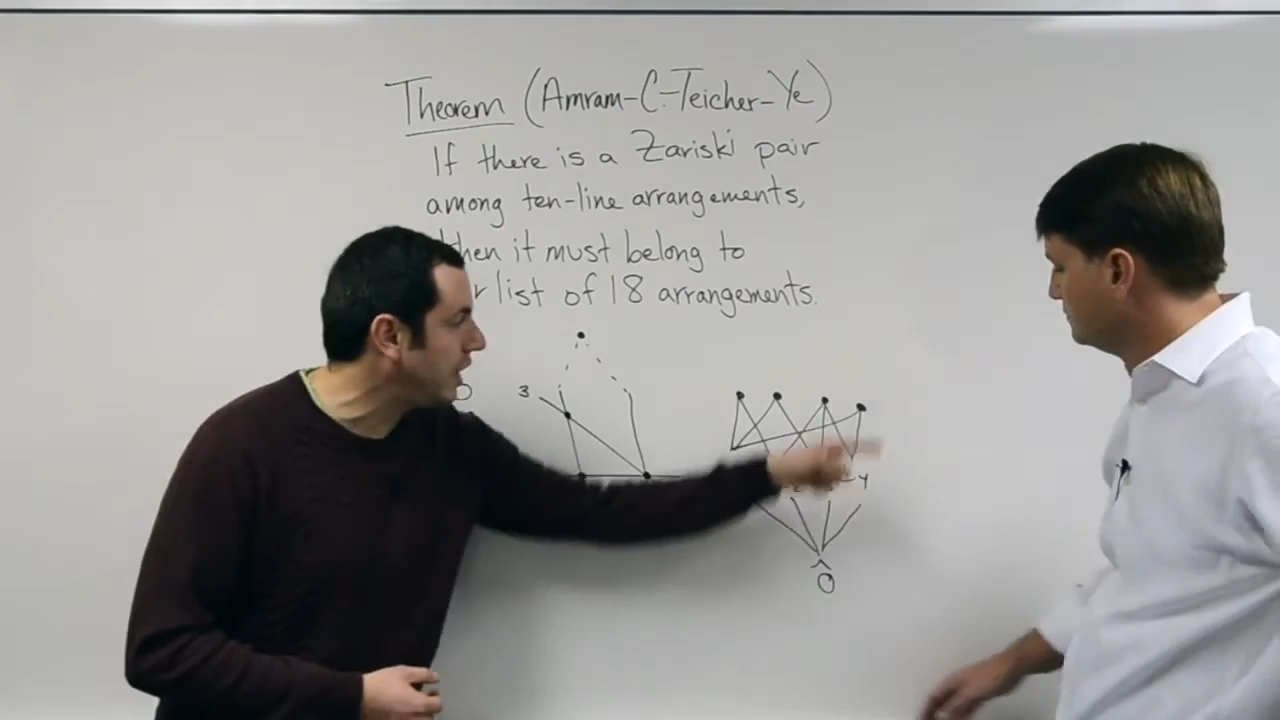 Theorem (Amram-C.-Teicher-Ye)
If there is a Zariski pair
among ten-line arrangements,
then it must belong to
list of 18 arrangements.
3
4
Ô